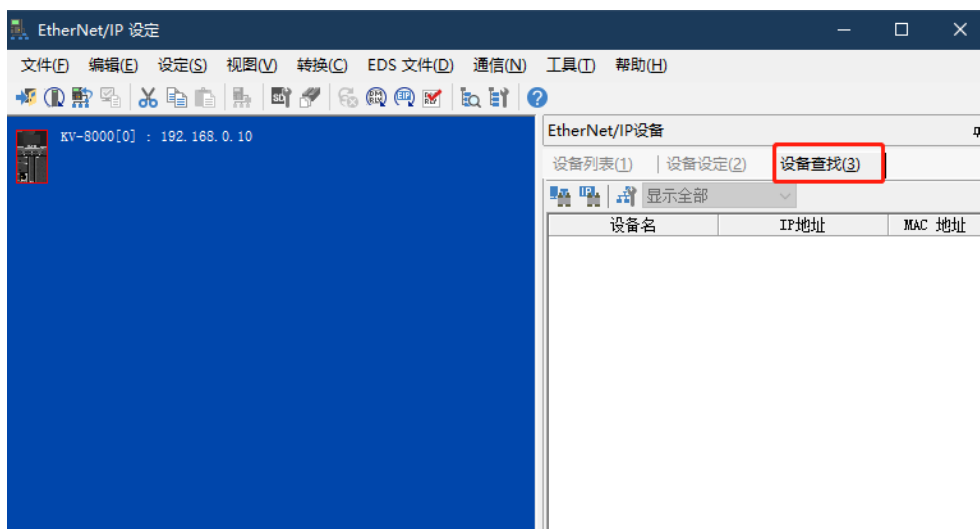 EtherNet/IP 设定
文件(F) 编辑(E) 设定(S) 视图(V) 转换(C) EDS 文件(D) 通信(N) 工具(T) 帮助(H)
KV-8000[0] : 192.168.0.10
EtherNet/IP设备
设备列表(1) 设备设定(2) 设备查找(3)
显示全部
设备名 IP地址 MAC 地址